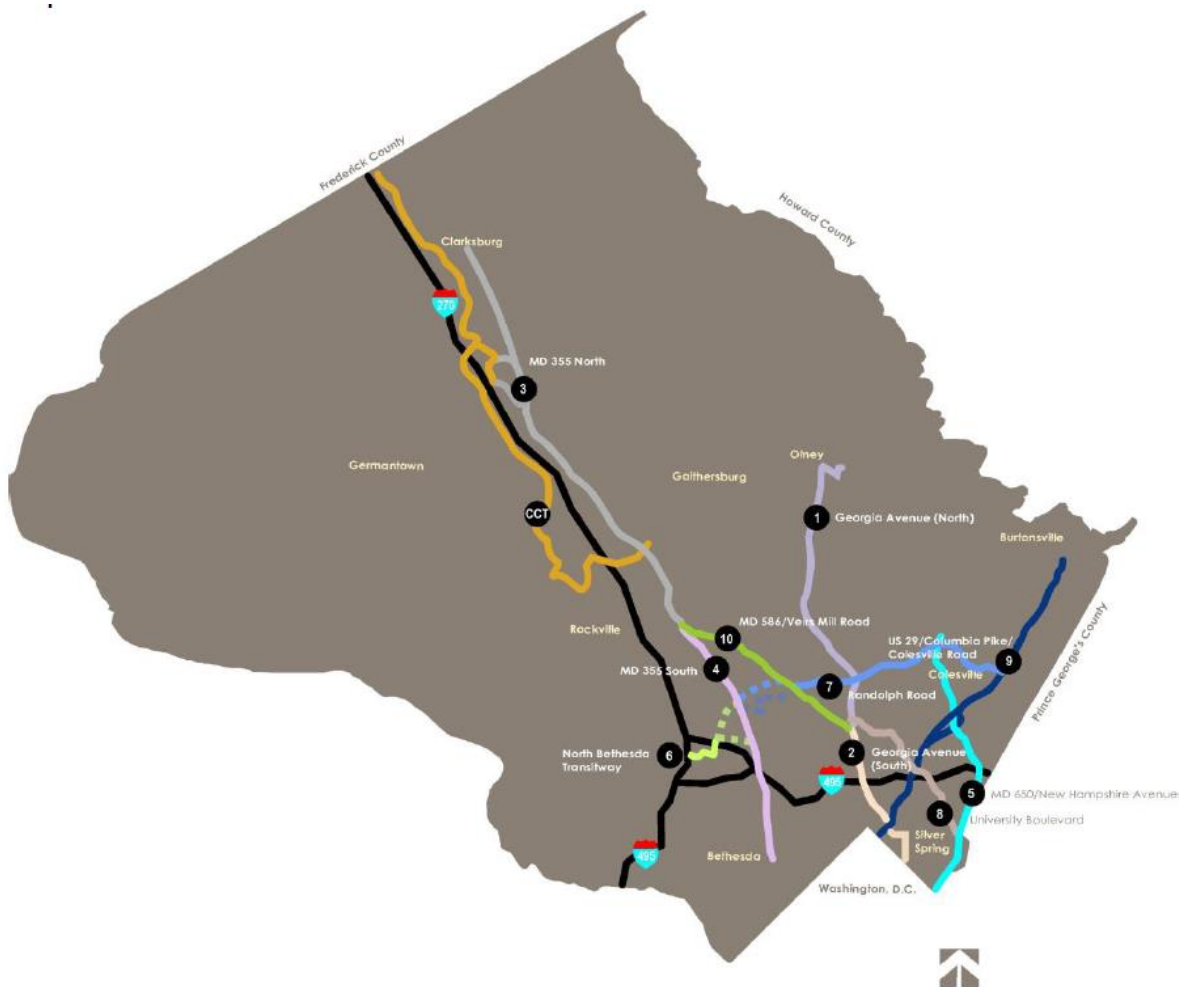 Frederick County
Howard County
Clarksburg
270
MD 355 North
3
Germantown
Gaithersburg
Olney
CCT
1
Georgia Avenue (North)
Burtonsville
Rockville
10
MD 586/Veirs Mill Road
US 29/Columbia Pike/
Colesville Road
9
MD 355 South
4
Colesville
7
Randolph Road
Prince George's County
North Bethesda
Transitway
6
2
Georgia Avenue
(South)
495
5
MD 650/New Hampshire Avenue
8
University Boulevard
Silver
Spring
495
Bethesda
Washington, D.C.